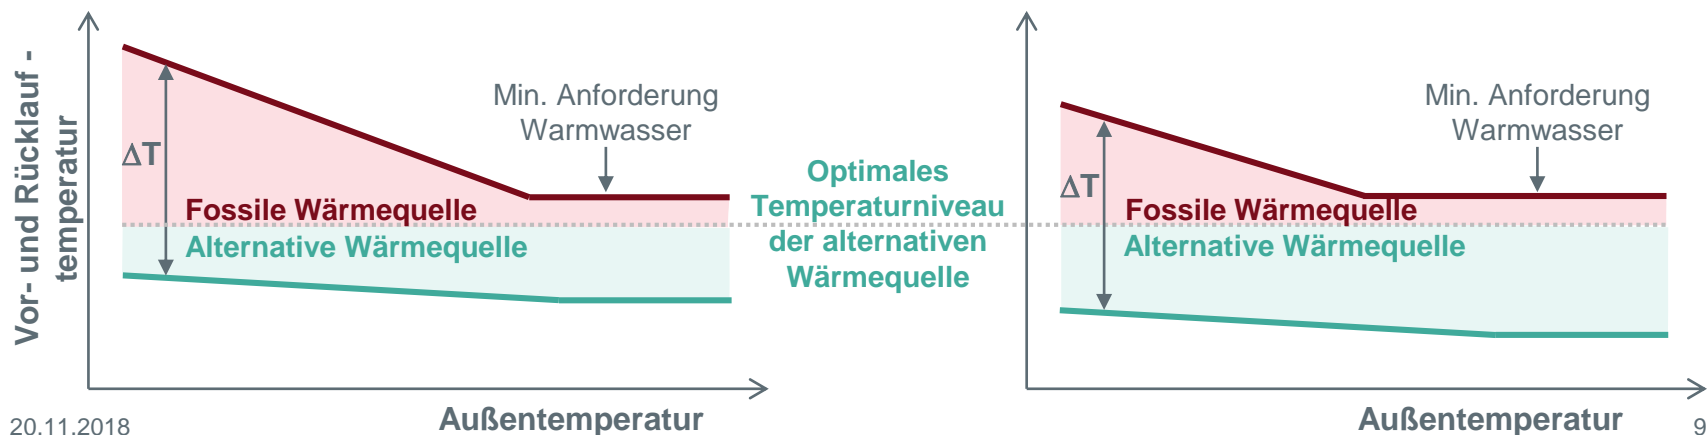 Vor- und Rücklauf -
temperatur
ΔT
Min. Anforderung
Warmwasser
Fossile Wärmequelle
Alternative Wärmequelle
Außentemperatur
Optimales
Temperaturniveau
der alternativen
Wärmequelle
ΔT
Min. Anforderung
Warmwasser
Fossile Wärmequelle
Alternative Wärmequelle
Außentemperatur
20.11.2018
9